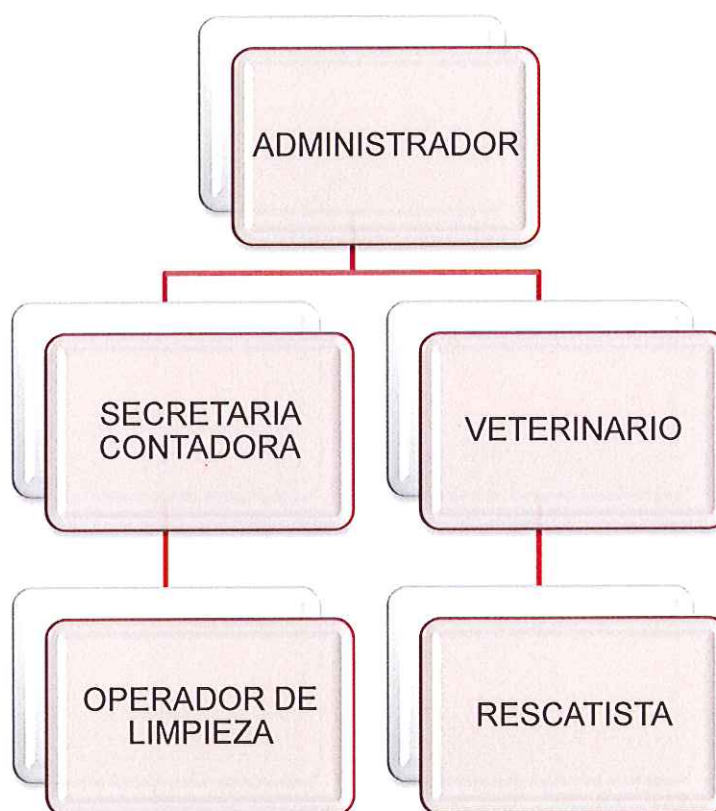 ADMINISTRADOR
SECRETARIA
CONTADORA
VETERINARIO
OPERADOR DE
LIMPIEZA
RESCATISTA